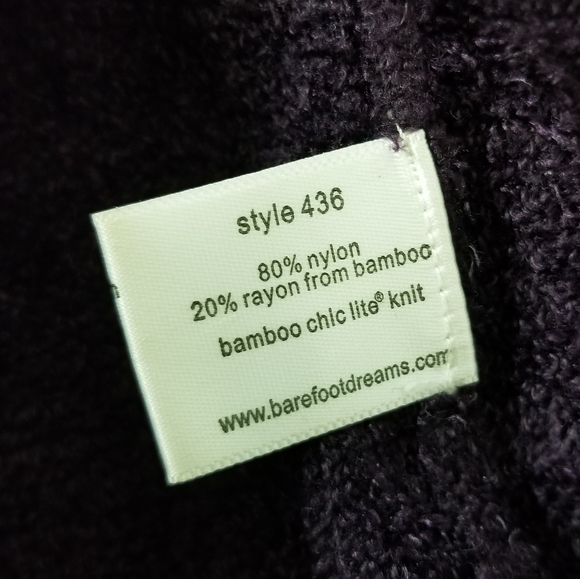 style 436
80% nylon
20% rayon from bamboo
bamboo chic lite® knit
www.barefootdreams.com